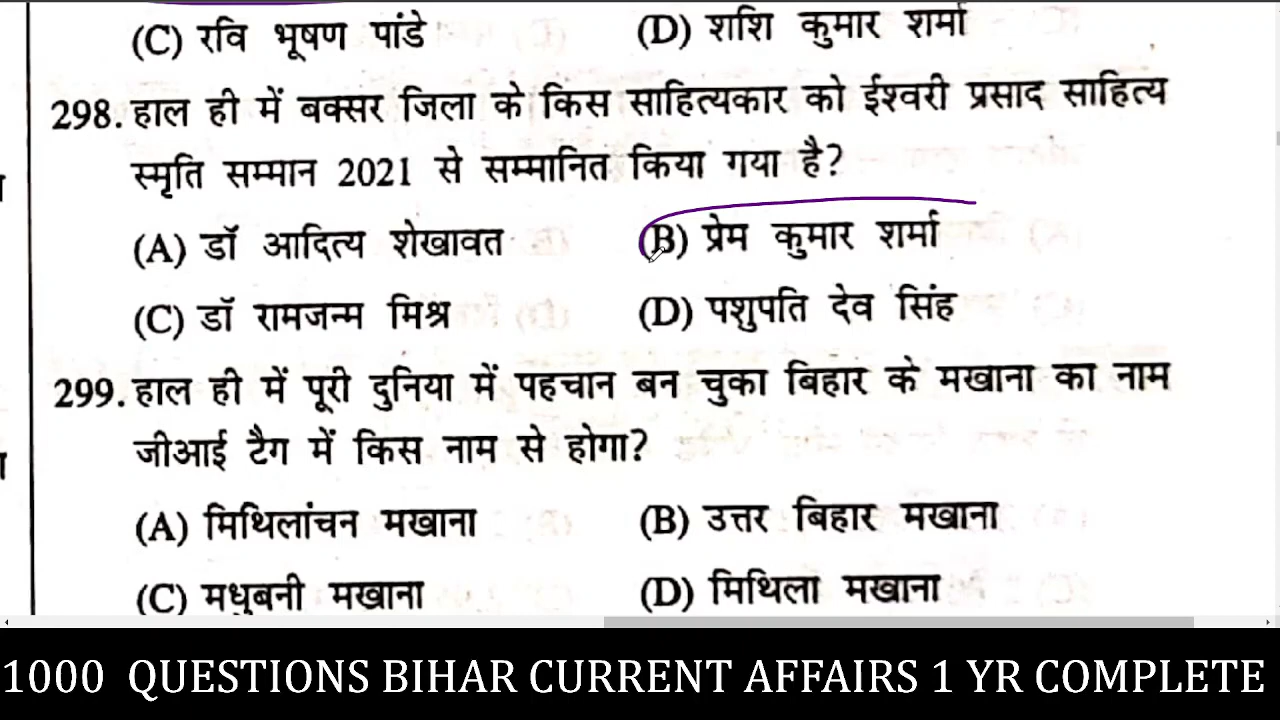 (C) रवि भूषण पांडे (D) शशि कुमार शर्मा
298. हाल ही में बक्सर जिला के किस साहित्यकार को ईश्वरी प्रसाद साहित्य
स्मृति सम्मान 2021 से सम्मानित किया गया है?
(A) डॉ आदित्य शेखावत (B) प्रेम कुमार शर्मा
(C) डॉ रामजन्म मिश्र (D) पशुपति देव सिंह
299. हाल ही में पूरी दुनिया में पहचान बन चुका बिहार के मखाना का नाम
जीआई टैग में किस नाम से होगा?
(A) मिथिलांचन मखाना (B) उत्तर बिहार मखाना
(C) मधुबनी मखाना (D) मिथिला मखाना
1000 QUESTIONS BIHAR CURRENT AFFAIRS 1 YR COMPLETE